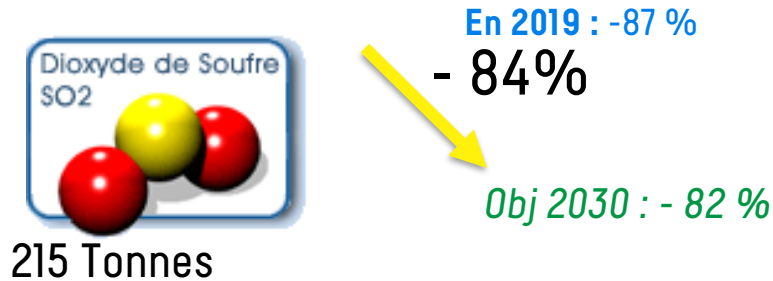 En 2019 : -87 %
- 84%
Dioxyde de Soufre
SO2
Obj 2030 : - 82 %
215 Tonnes